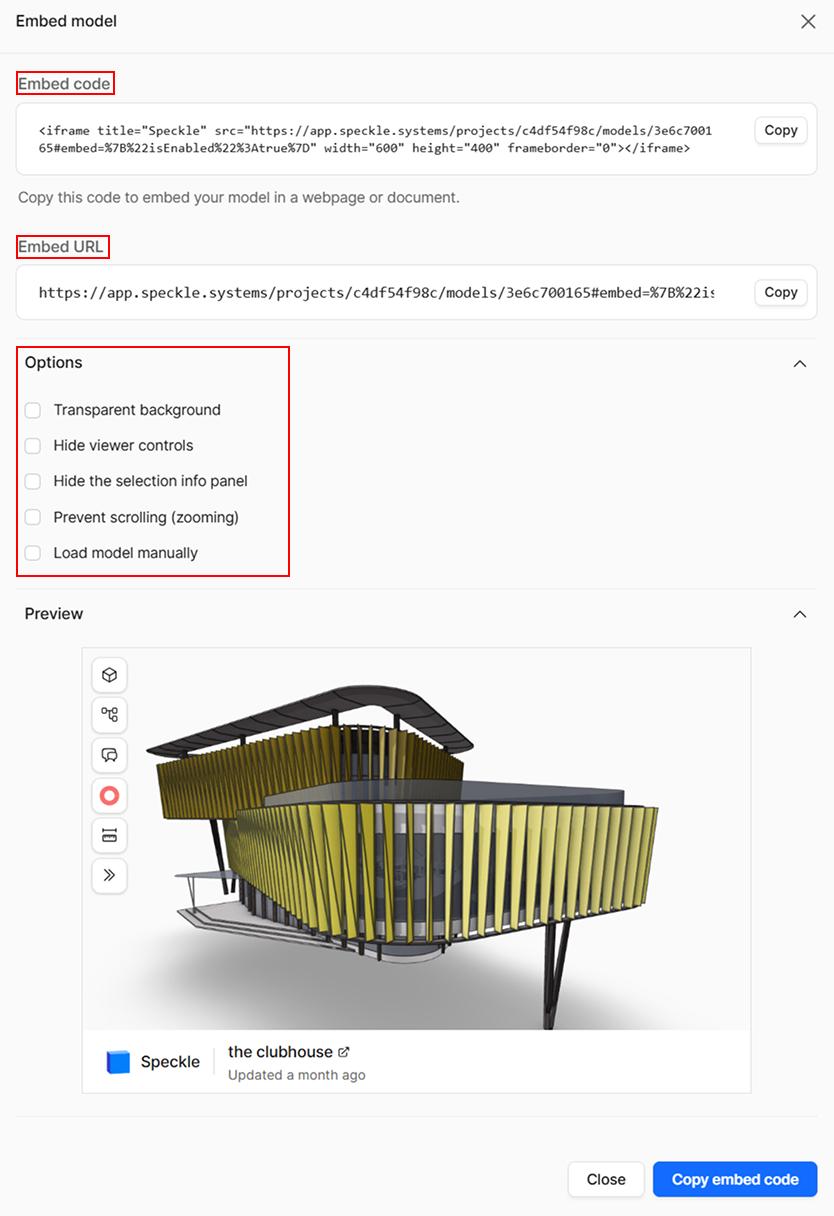 Embed model
Embed code
<iframe title="Speckle" src="https://app.speckle.systems/projects/c4df54f98c/models/3e6c7001
65#embed=%7B%22isEnabled%22%3Atrue%7D" width="600" height="400" frameborder="0"></iframe>
Copy
Copy this code to embed your model in a webpage or document.
Embed URL
https://app.speckle.systems/projects/c4df54f98c/models/3e6c700165#embed=%7B%22is
Copy
Options
Transparent background
Hide viewer controls
Hide the selection info panel
Prevent scrolling (zooming)
Load model manually
Preview
Speckle
the clubhouse
Updated a month ago
Close
Copy embed code